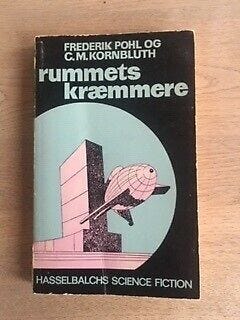 FREDERIK POHL OG
C.M. KORNBLUTH
rummets
kræmmere
HASSELBALCHS SCIENCE FICTION